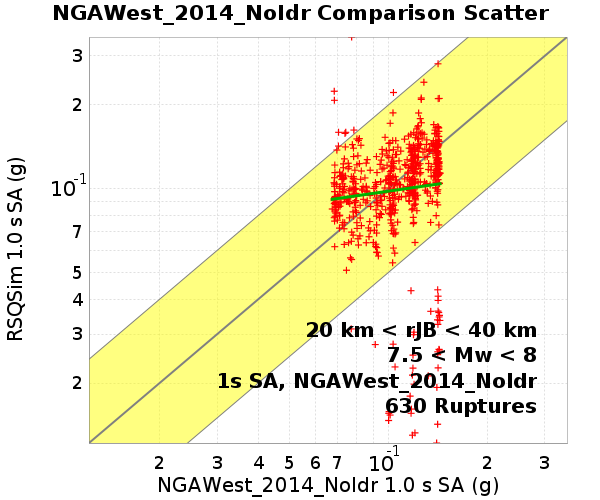 NGAWest_2014_NoIdr Comparison Scatter
RSQSim 1.0 s SA (g)
3
2
10-1
7
5
4
3
2
20 km < rJB < 40 km
7.5 < Mw < 8
1s SA, NGAWest_2014_NoIdr
630 Ruptures
2 3 4 5 6 7 10-1 2 3
NGAWest_2014_NoIdr 1.0 s SA (g)